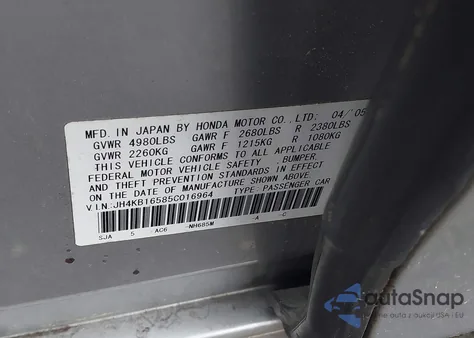 MFD. IN JAPAN BY HONDA MOTOR CO., LTD. 04/'05
GVWR 4980LBS GAWR F 2680LBS R 2380LBS
GVWR 2260KG GAWR F 1215KG R 1080KG
THIS VEHICLE CONFORMS TO ALL APPLICABLE
FEDERAL MOTOR VEHICLE SAFETY, BUMPER,
AND THEFT PREVENTION STANDARDS IN EFFECT
ON THE DATE OF MANUFACTURE SHOWN ABOVE.
V.I.N.:JH4KB16585C016964 TYPE: PASSENGER CAR
SJA 5 -AC6 -NH685M -A -C
autaSnap